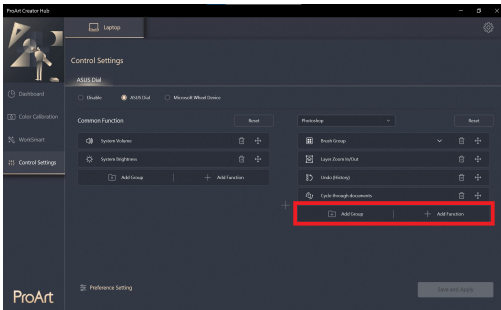 ProArt Creator Hub
Laptop
Control Settings
ASUS Dial
Dashboard
Disable
ASUS Dial
Microsoft Wheel Device
Color Calibration
Common Function
Reset
Photoshop
Reset
WorkSmart
System Volume
Brush Group
Control Settings
System Brightness
Layer Zoom In/Out
Add Group
Add Function
Undo (History)
Cycle through documents
Add Group
Add Function
Preference Setting
Save and Apply
ProArt